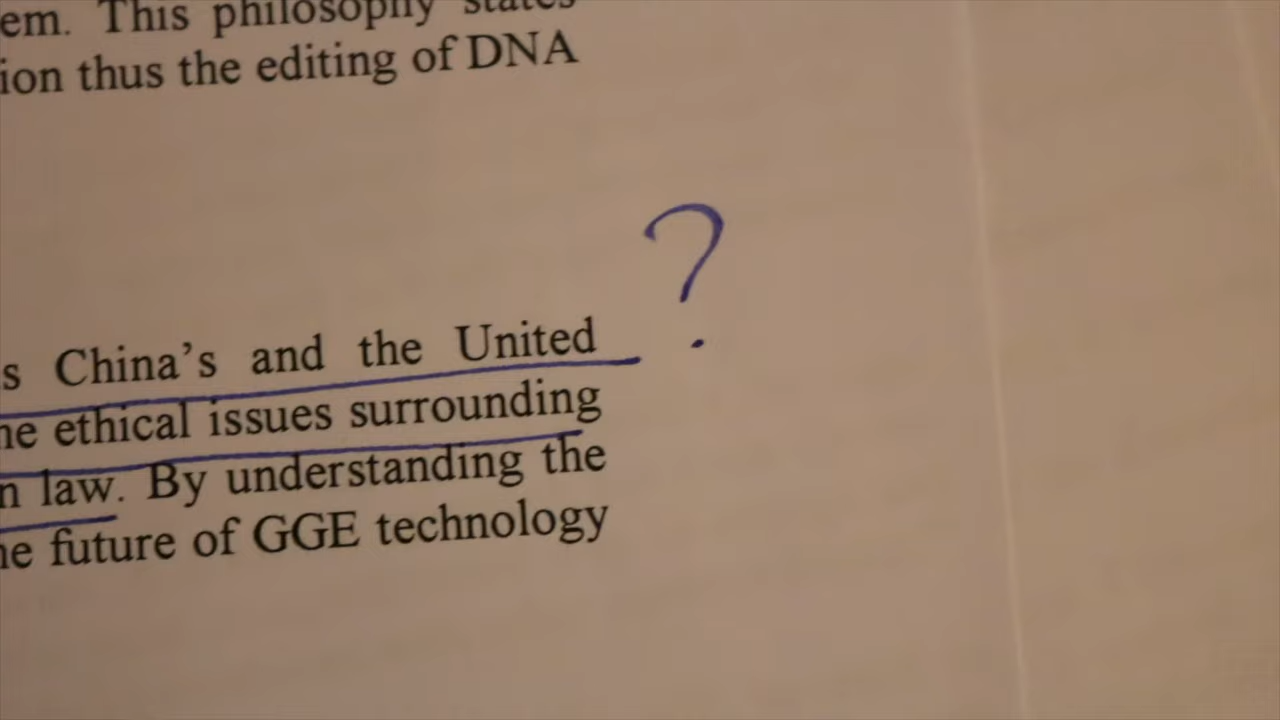 em. This philosophy states
ion thus the editing of DNA
?
s China's and the United
he ethical issues surrounding
n law. By understanding the
he future of GGE technology